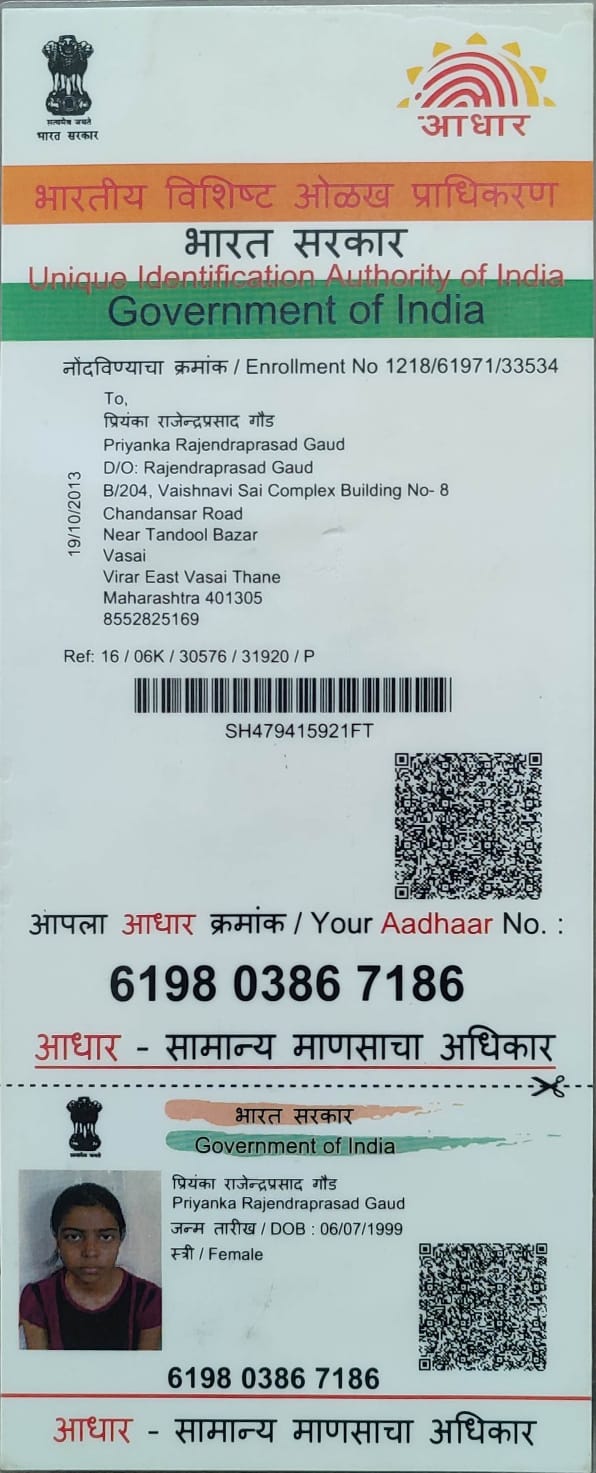 सत्यमेव जयते
भारत सरकार
आधार
भारतीय विशिष्ट ओळख प्राधिकरण
भारत सरकार
Unique Identification Authority of India
Government of India
नोंदविण्याचा क्रमांक / Enrollment No 1218/61971/33534
To,
प्रियंका राजेन्द्रप्रसाद गौड
Priyanka Rajendraprasad Gaud
D/O: Rajendraprasad Gaud
B/204, Vaishnavi Sai Complex Building No- 8
Chandansar Road
Near Tandool Bazar
Vasai
Virar East Vasai Thane
Maharashtra 401305
8552825169
19/10/2013
Ref: 16 / 06K / 30576 / 31920 / P
SH479415921FT
आपला आधार क्रमांक / Your Aadhaar No. :
6198 0386 7186
आधार - सामान्य माणसाचा अधिकार
भारत सरकार
Government of India
सत्यमेव जयते
प्रियंका राजेन्द्रप्रसाद गौड
Priyanka Rajendraprasad Gaud
जन्म तारीख / DOB : 06/07/1999
स्त्री / Female
6198 0386 7186
आधार - सामान्य माणसाचा अधिकार